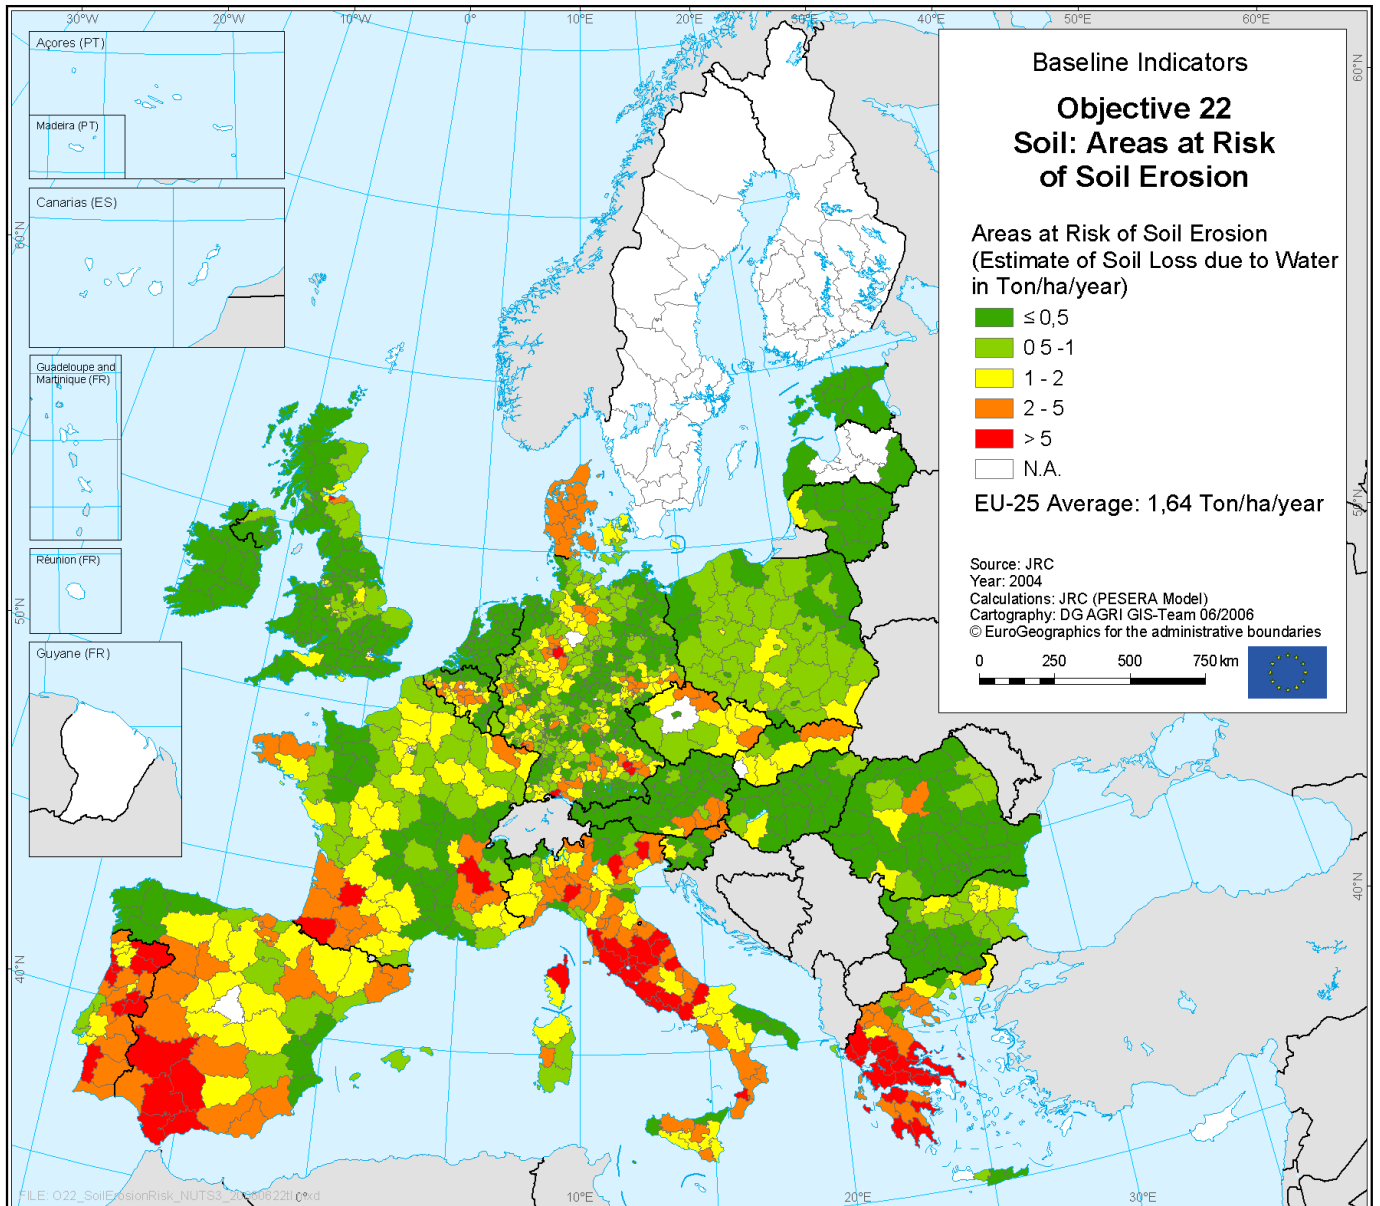 30°W
20°W
10°W
0°
10°E
20°E
30°E
40°E
50°E
60°E
Açores (PT)
Madeira (PT)
Canarias (ES)
Guadeloupe and
Martinique (FR)
Réunion (FR)
Guyane (FR)
60°N
50°N
40°N
60°N
50°N
40°N
Baseline Indicators
Objective 22
Soil: Areas at Risk
of Soil Erosion
Areas at Risk of Soil Erosion
(Estimate of Soil Loss due to Water
in Ton/ha/year)
≤ 0,5
0 5 -1
1 - 2
2 - 5
> 5
N.A.
EU-25 Average: 1,64 Ton/ha/year
Source: JRC
Year: 2004
Calculations: JRC (PESERA Model)
Cartography: DG AGRI GIS-Team 06/2006
© EuroGeographics for the administrative boundaries
0 250 500 750 km
0°
10°E
20°E
30°E